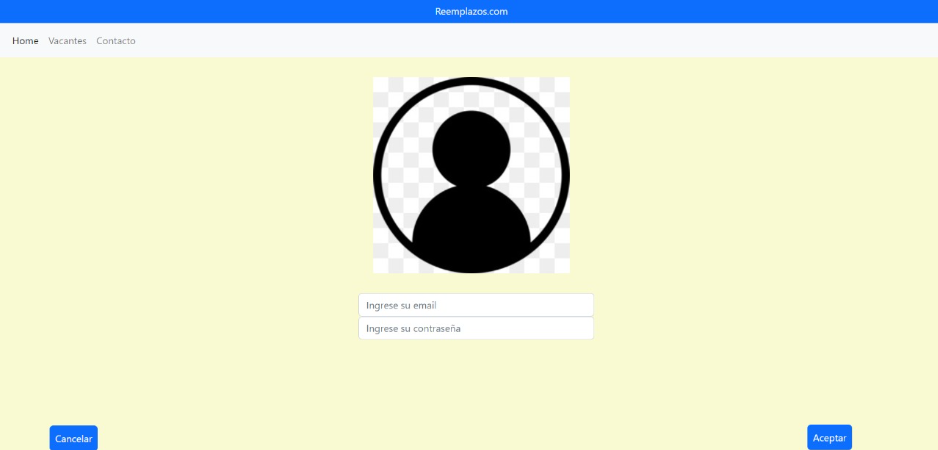 Reemplazos.com
Home Vacantes Contacto
Ingrese su email
Ingrese su contraseña
Cancelar Aceptar